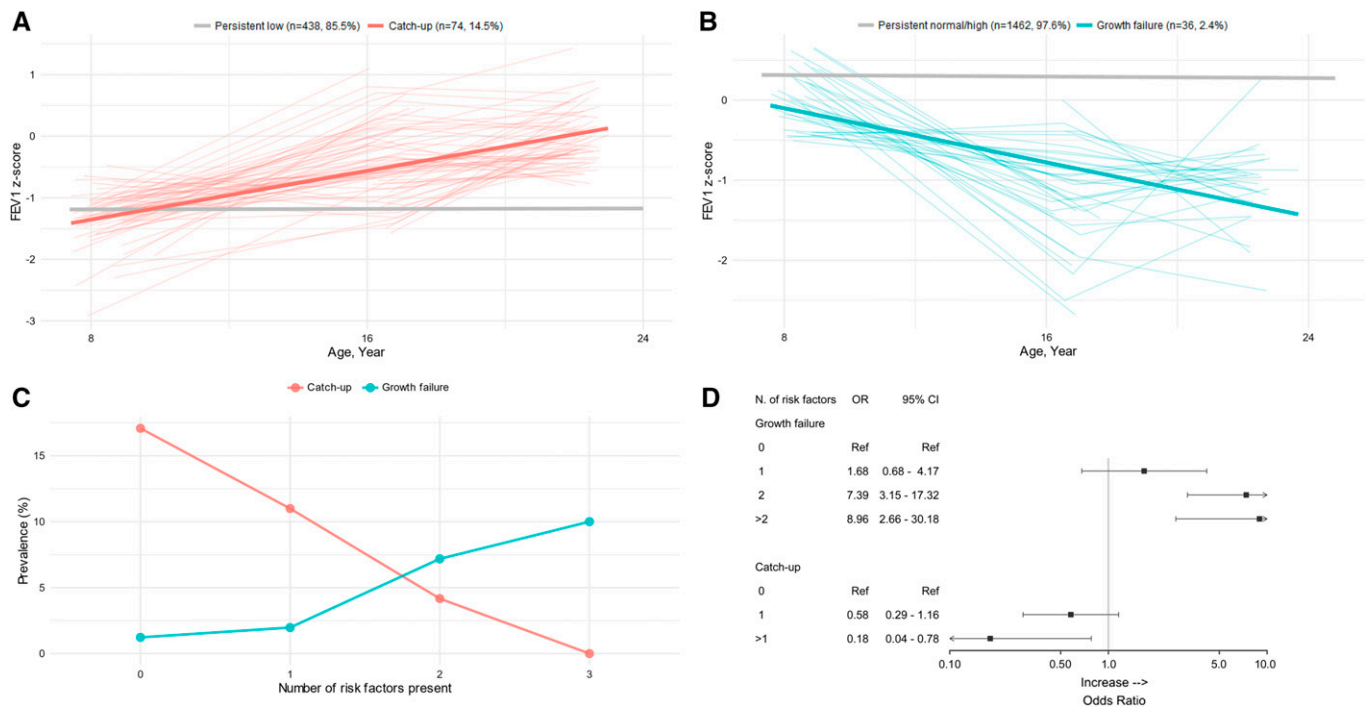 A
Persistent low (n=438, 85.5%) Catch-up (n=74, 14.5%)
FEV1 z-score
1
0
-1
-2
-3
8 16 24
Age, Year
B
Persistent normal/high (n=1462, 97.6%) Growth failure (n=36, 2.4%)
FEV1 z-score
0
-1
-2
8 16 24
Age, Year
C
Catch-up Growth failure
Prevalence (%)
15
10
5
0
0 1 2 3
Number of risk factors present
D
N. of risk factors OR 95% CI
Growth failure
0 Ref Ref
1 1.68 0.68 - 4.17
2 7.39 3.15 - 17.32
>2 8.96 2.66 - 30.18
Catch-up
0 Ref Ref
1 0.58 0.29 - 1.16
>1 0.18 0.04 - 0.78
0.10 0.50 1.0 5.0 10.0
Increase -->
Odds Ratio